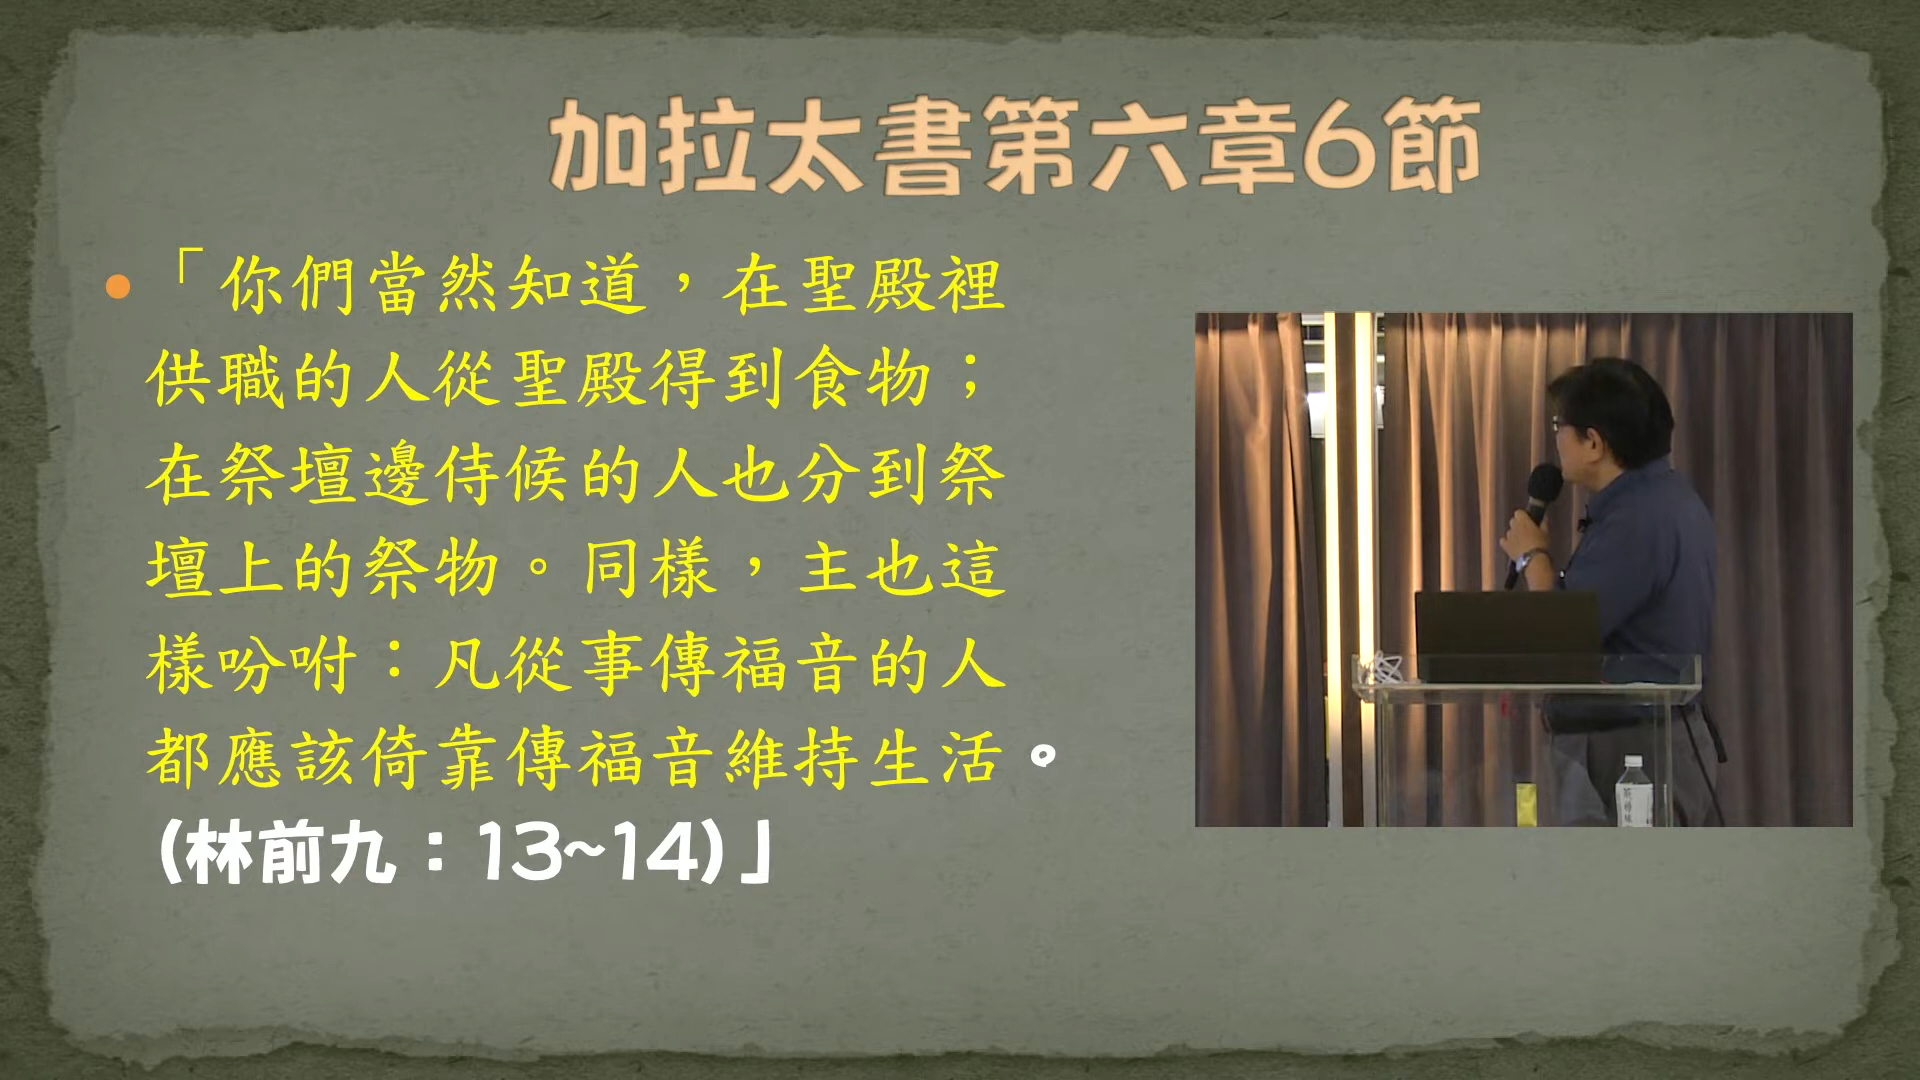 加拉太書第六章6節
「你們當然知道，在聖殿裡
供職的人從聖殿得到食物；
在祭壇邊侍候的人也分到祭
壇上的祭物。同樣，主也這
樣吩咐：凡從事傳福音的人
都應該倚靠傳福音維持生活。
(林前九：13~14)」